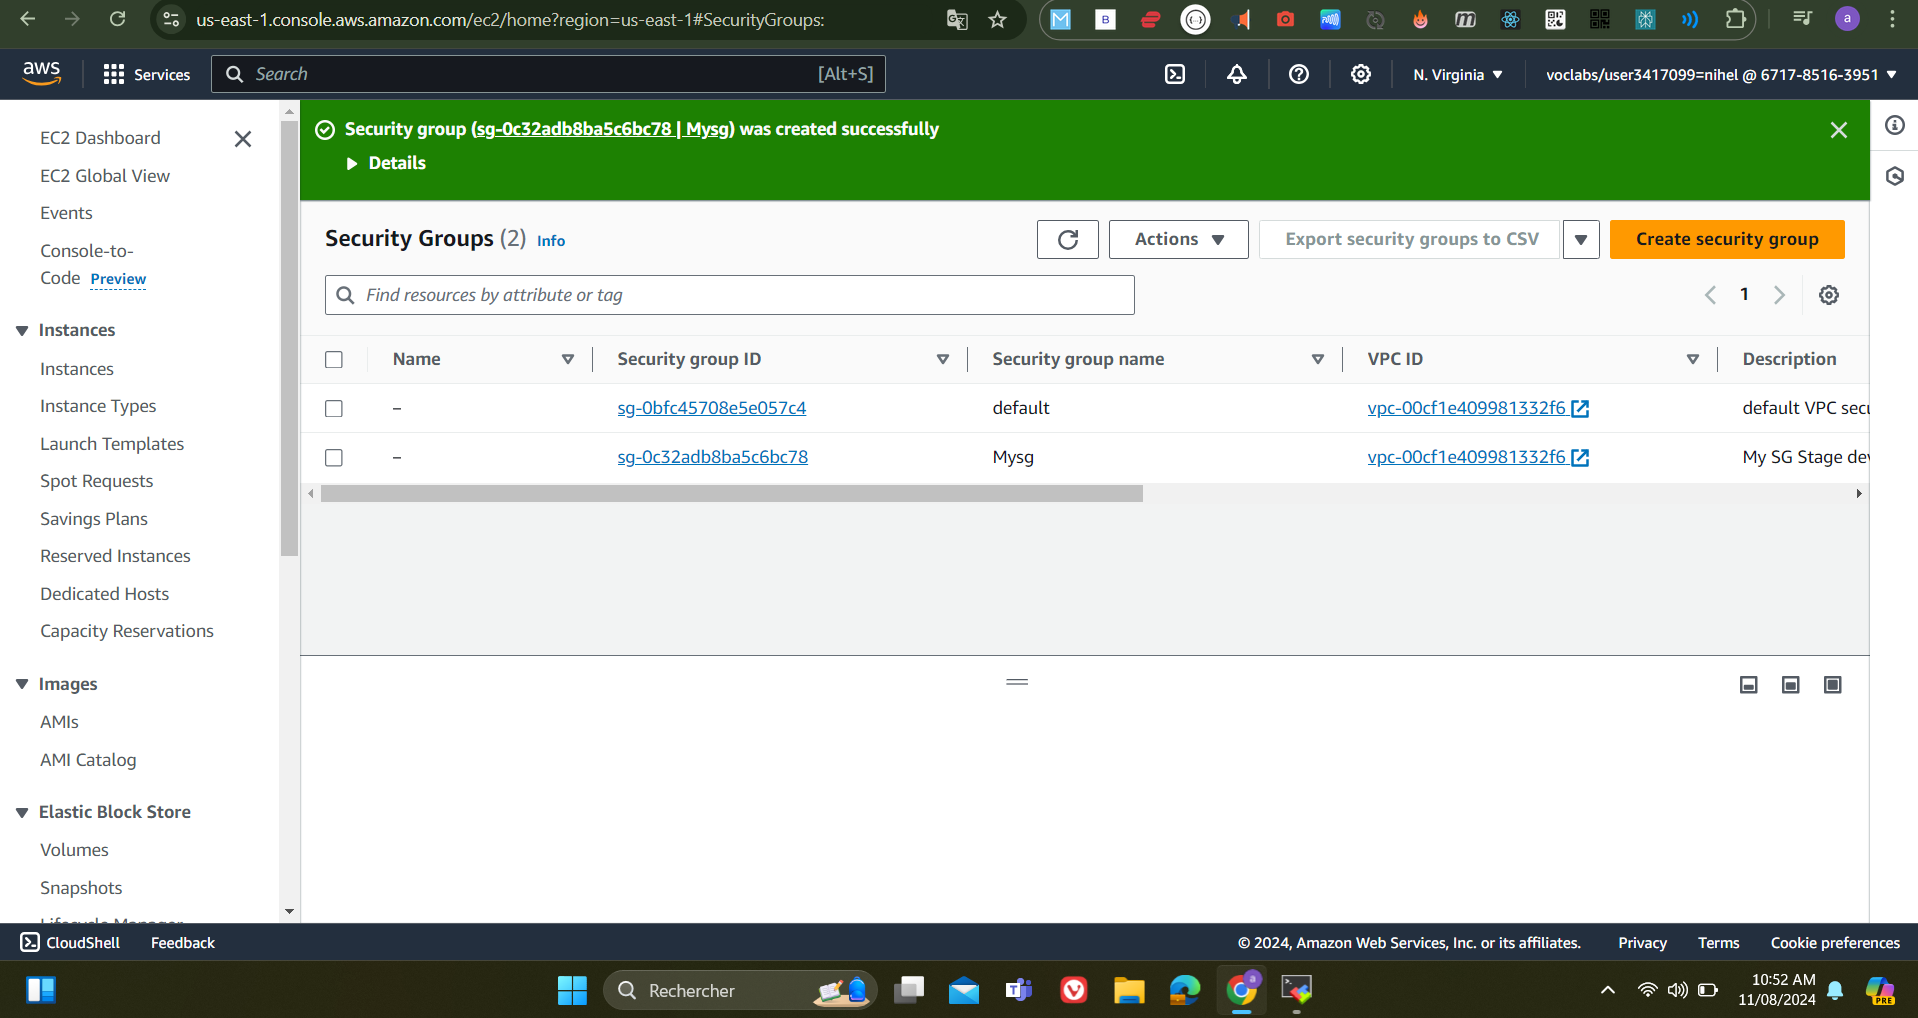 us-east-1.console.aws.amazon.com/ec2/home?region=us-east-1#SecurityGroups:
aws
Services
Search
[Alt+S]
N. Virginia
voclabs/user3417099=nihel @ 6717-8516-3951
EC2 Dashboard
EC2 Global View
Events
Console-to-
Code Preview
Instances
Instances
Instance Types
Launch Templates
Spot Requests
Savings Plans
Reserved Instances
Dedicated Hosts
Capacity Reservations
Images
AMIs
AMI Catalog
Elastic Block Store
Volumes
Snapshots
Lifecycle Manager
Security group (sg-0c32adb8ba5c6bc78 | Mysg) was created successfully
Details
Security Groups (2) Info
Actions
Export security groups to CSV
Create security group
Find resources by attribute or tag
1
Name Security group ID Security group name VPC ID Description
– sg-0bfc45708e5e057c4 default vpc-00cf1e409981332f6 default VPC secu
– sg-0c32adb8ba5c6bc78 Mysg vpc-00cf1e409981332f6 My SG Stage dev
CloudShell Feedback
© 2024, Amazon Web Services, Inc. or its affiliates. Privacy Terms Cookie preferences
Rechercher
10:52 AM
11/08/2024
PRE